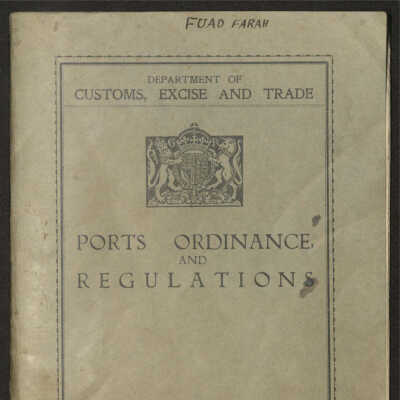 FUAD FARAH
DEPARTMENT OF
CUSTOMS, EXCISE AND TRADE
PORTS ORDINANCE,
AND
REGULATIONS